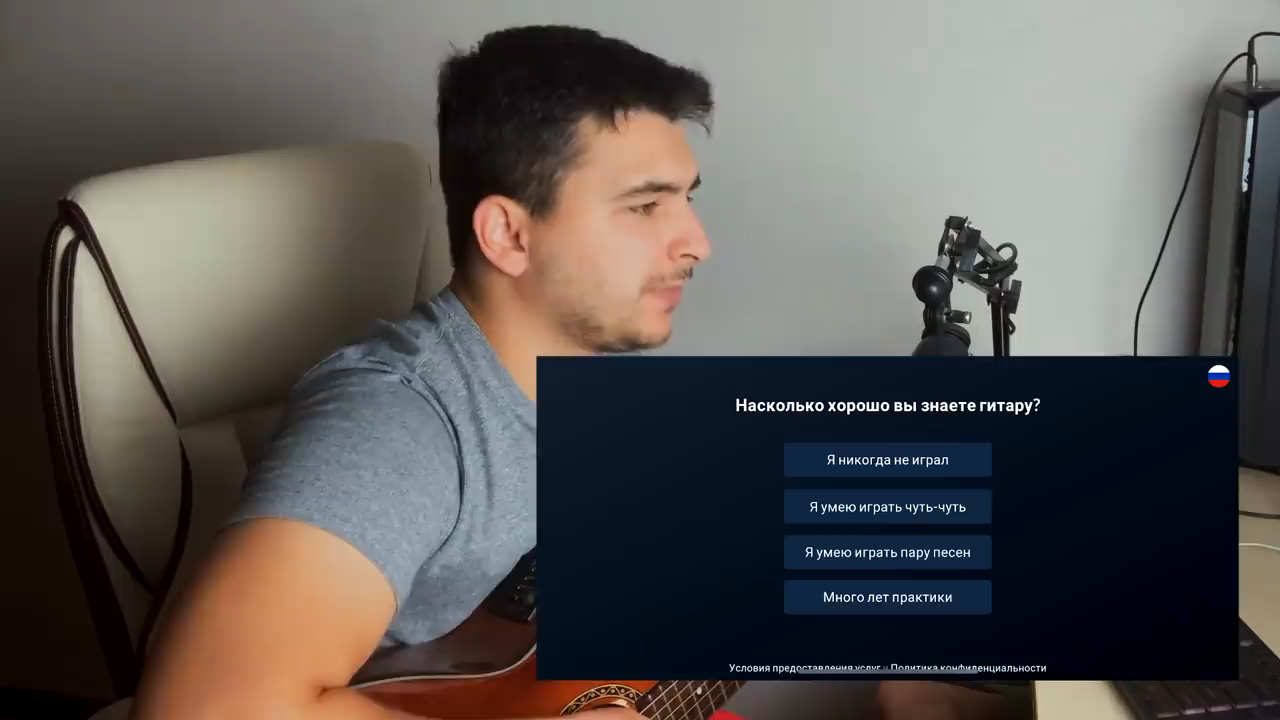 Насколько хорошо вы знаете гитару?
Я никогда не играл
Я умею играть чуть-чуть
Я умею играть пару песен
Много лет практики
Условия предоставления услуг и Политика конфиденциальности